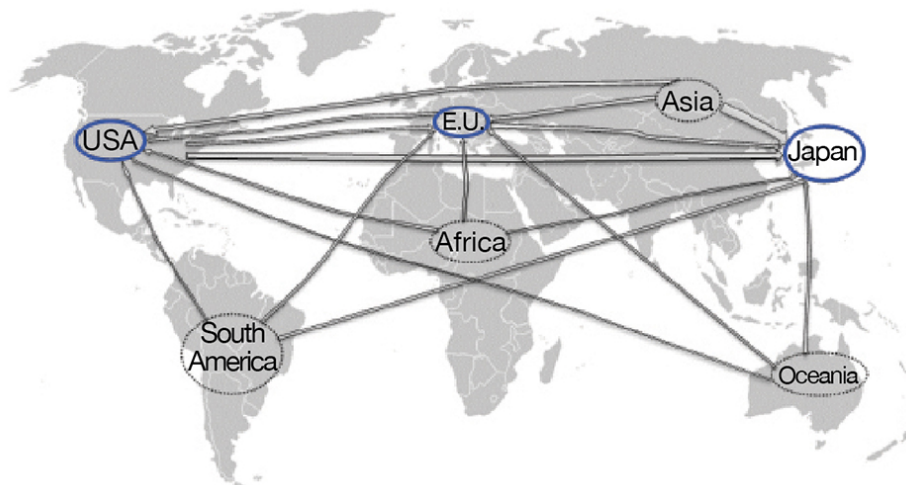 Asia
E.U.
USA
Japan
Africa
South
America
Oceania